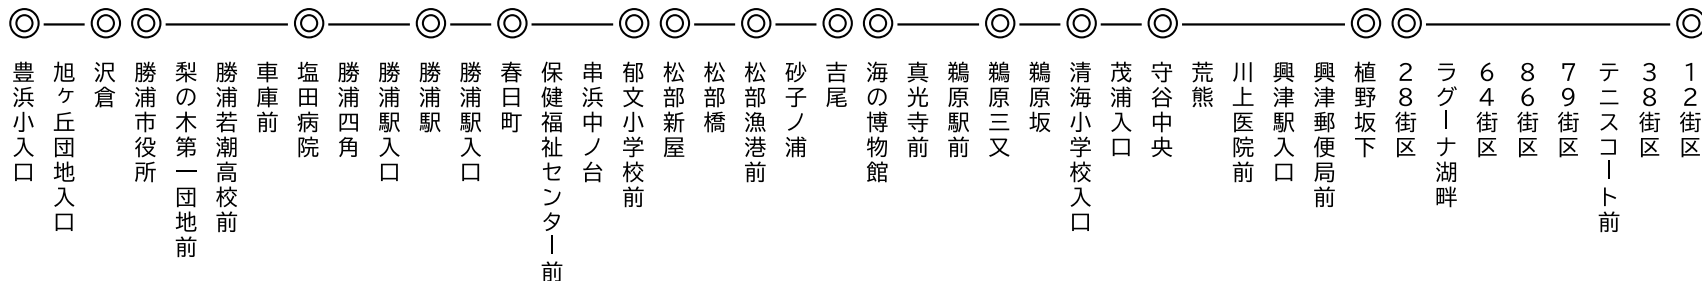 豊浜小入口
旭ヶ丘団地入口
沢倉
勝浦市役所
梨の木第一団地前
勝浦若潮高校前
車庫前
塩田病院
勝浦四角
勝浦駅入口
勝浦駅
勝浦駅入口
春日町
保健福祉センター前
串浜中ノ台
郁文小学校前
松部新屋
松部橋
松部漁港前
砂子ノ浦
吉尾
海の博物館
真光寺前
鵜原駅前
鵜原三又
鵜原坂
清海小学校入口
茂浦入口
守谷中央
荒熊
川上医院前
興津駅入口
興津郵便局前
植野坂下
28街区
ラグーナ湖畔
64街区
86街区
79街区
テニスコート前
38街区
12街区